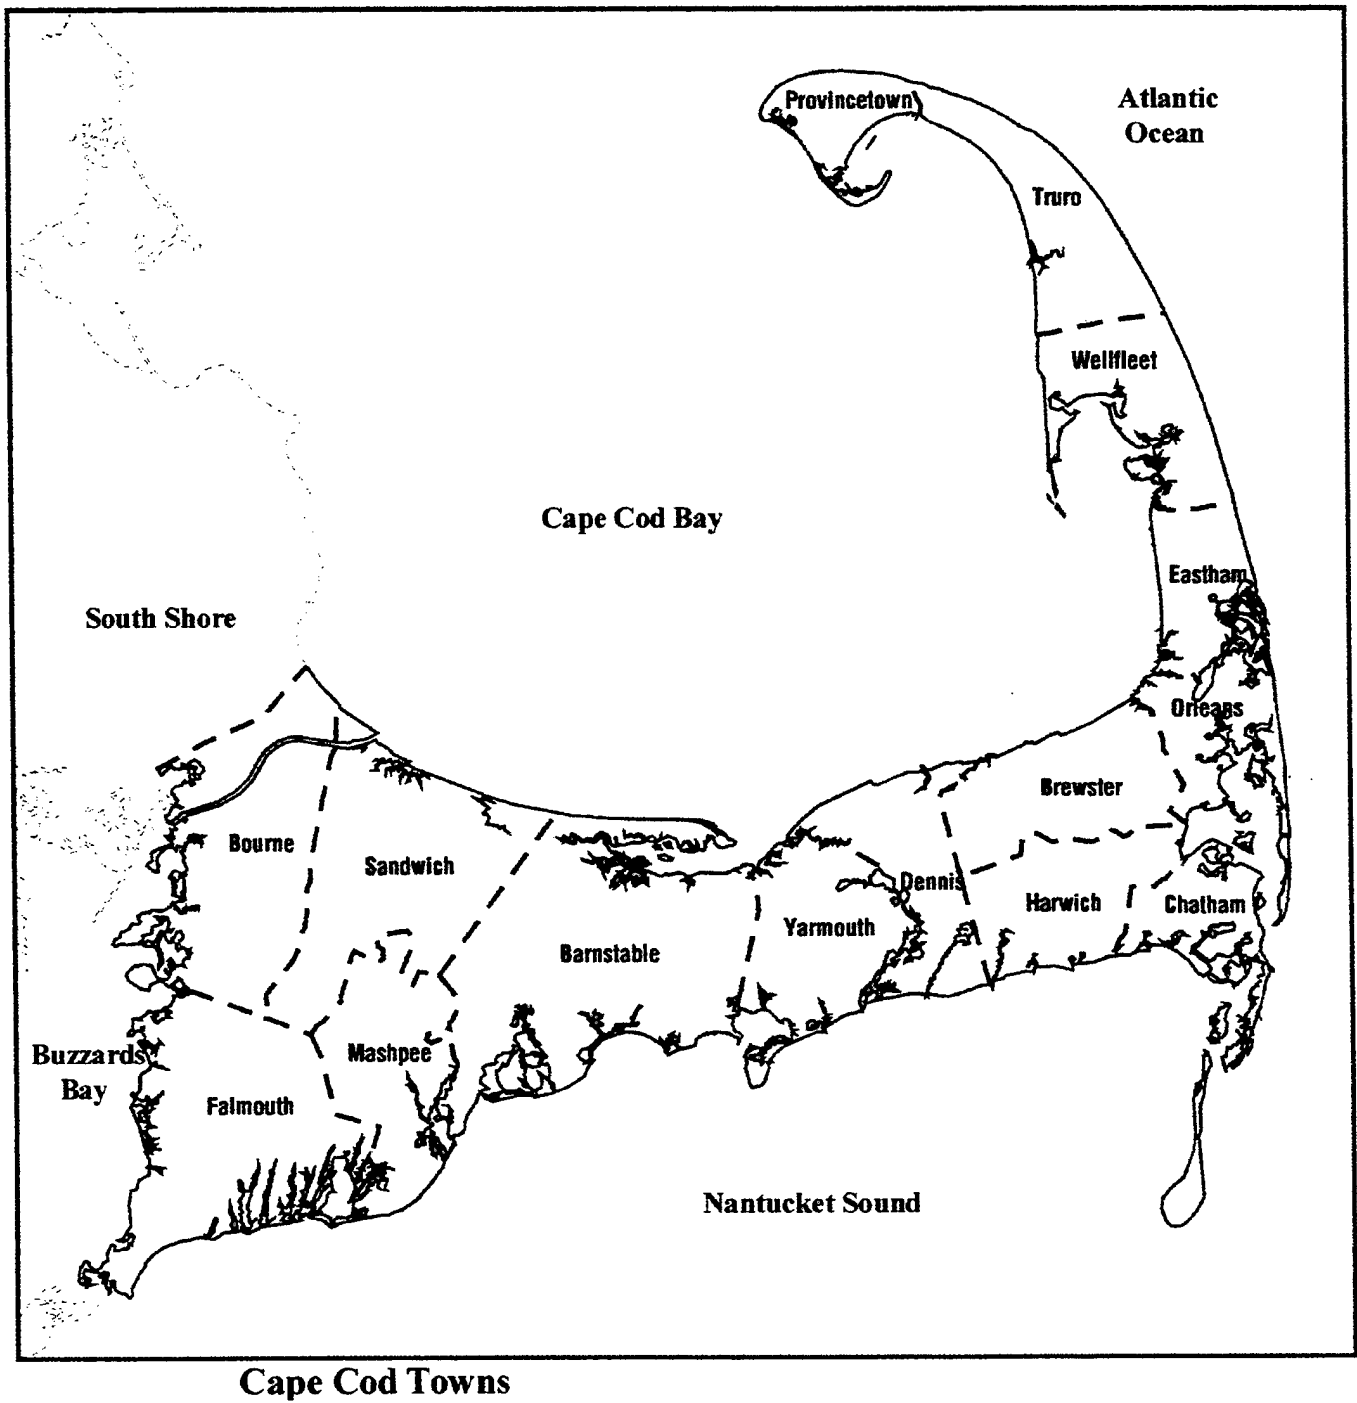 Provincetown
Atlantic
Ocean
Truro
Wellfleet
Cape Cod Bay
Eastham
South Shore
Orleans
Brewster
Bourne
Sandwich
Dennis
Harwich
Chatham
Yarmouth
Barnstable
Mashpee
Buzzards
Bay
Falmouth
Nantucket Sound
Cape Cod Towns